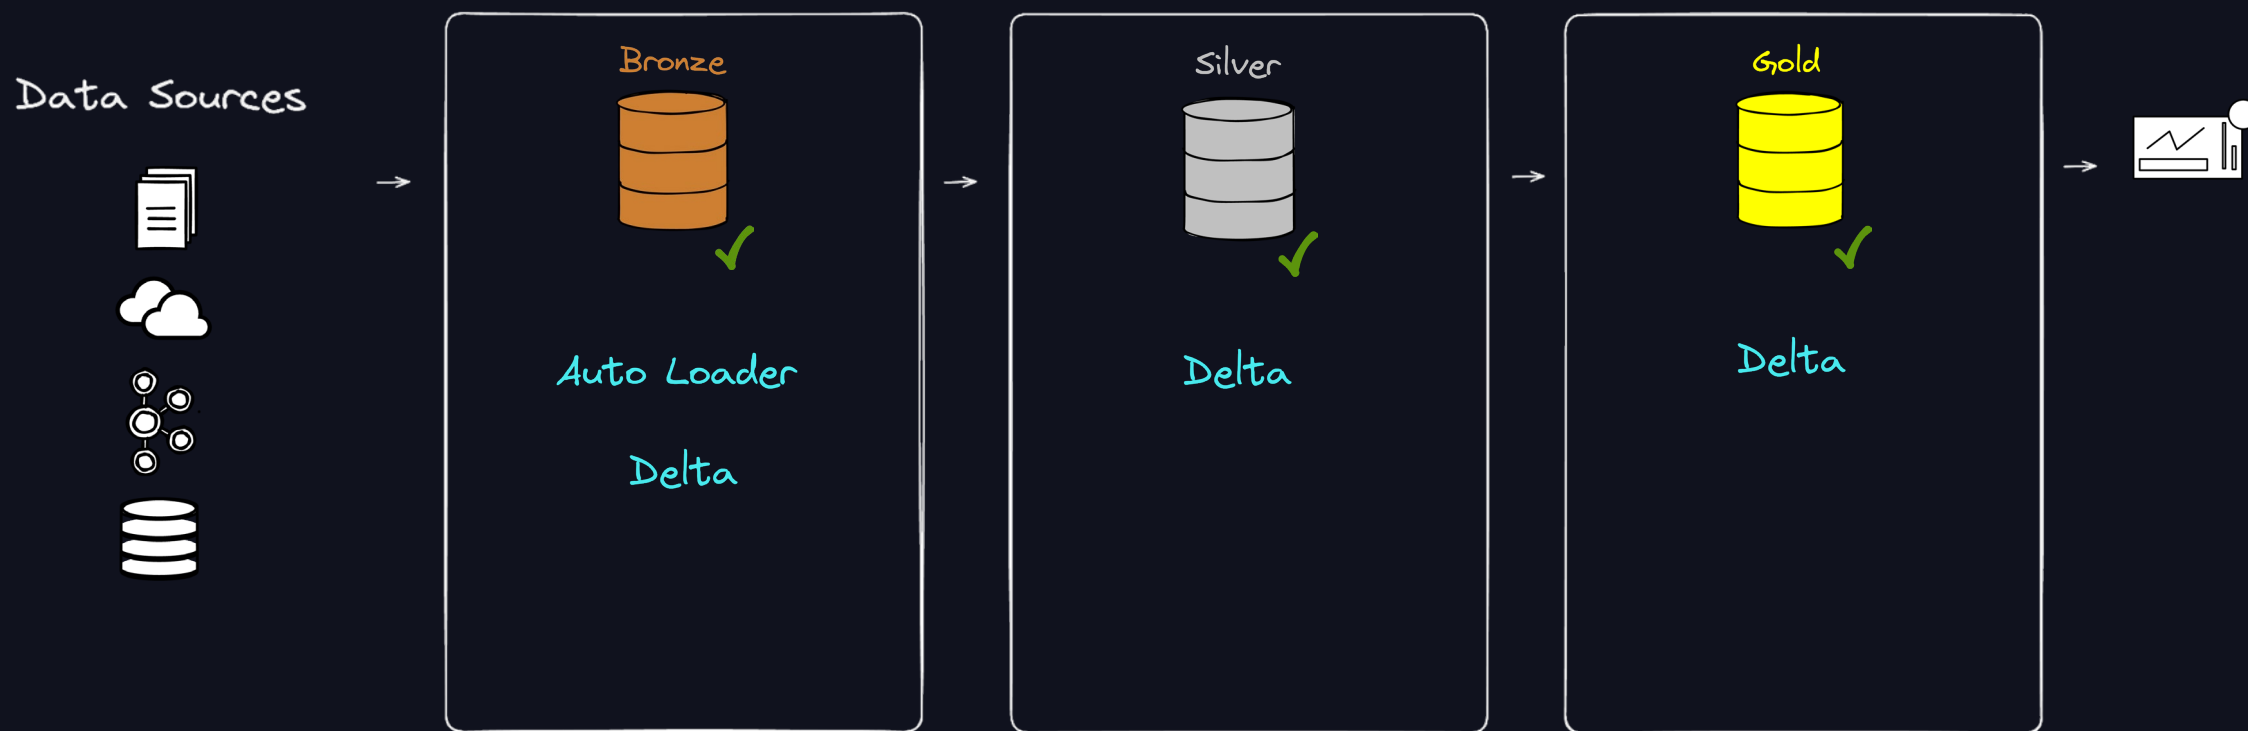 Data Sources
Bronze
Auto Loader
Delta
Silver
Delta
Gold
Delta